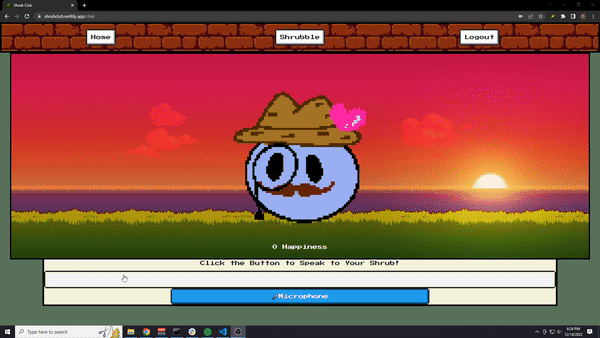 Shrub Club
shrubclub.netlify.app/chat
Home
Shrubble
Logout
0 Happiness
Click the Button to Speak to Your Shrub!
Microphone
Type here to search
9:24 PM
12/14/2022